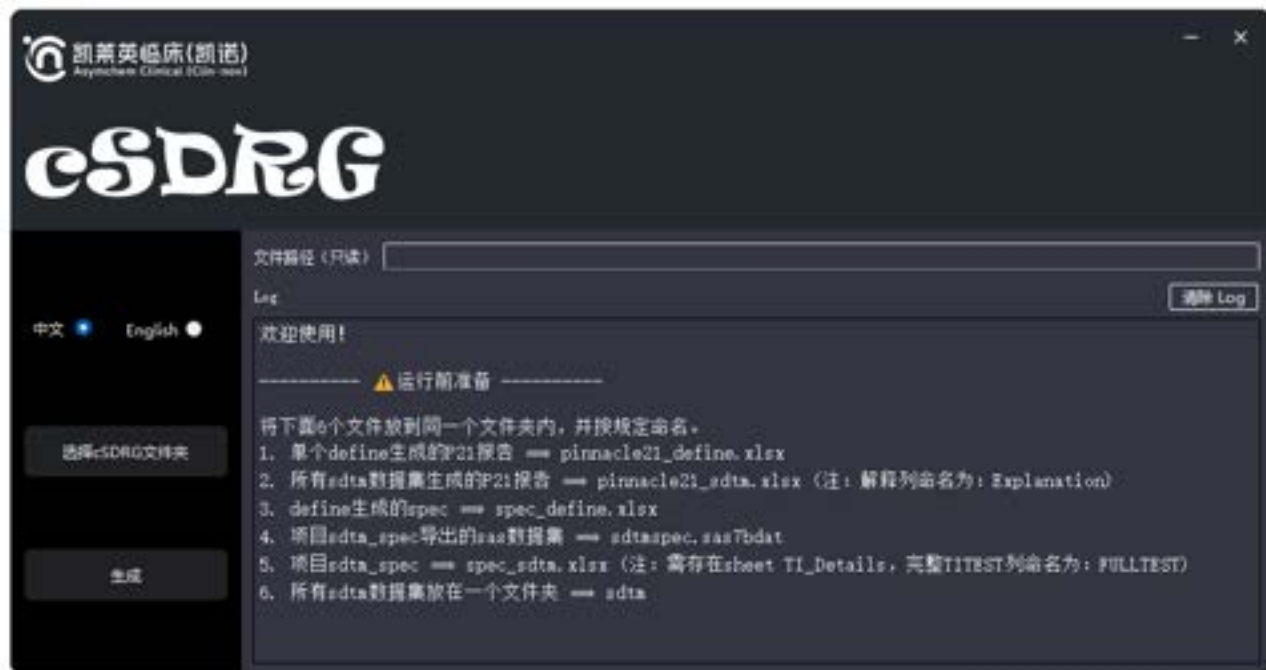 凯莱英临床(凯诺)
Asymchem Clinical (Clin-nov)
cSDRG
文件路径（只读）
Log
清除 Log
中文
English
欢迎使用！
---------- ⚠运行前准备 ----------
将下面6个文件放到同一个文件夹内，并按规定命名。
1. 单个define生成的P21报告 == pinnacle21_define.xlsx
2. 所有sdtm数据集生成的P21报告 == pinnacle21_sdtm.xlsx（注：解释列命名为：Explanation）
3. define生成的spec == spec_define.xlsx
4. 项目sdtm_spec导出的sas数据集 == sdtmspec.sas7bdat
5. 项目sdtm_spec == spec_sdtm.xlsx（注：需存在sheet TI_Details，完整TITEST列命名为：FULLTEST）
6. 所有sdtm数据集放在一个文件夹 == sdtm
选择cSDRG文件夹
生成